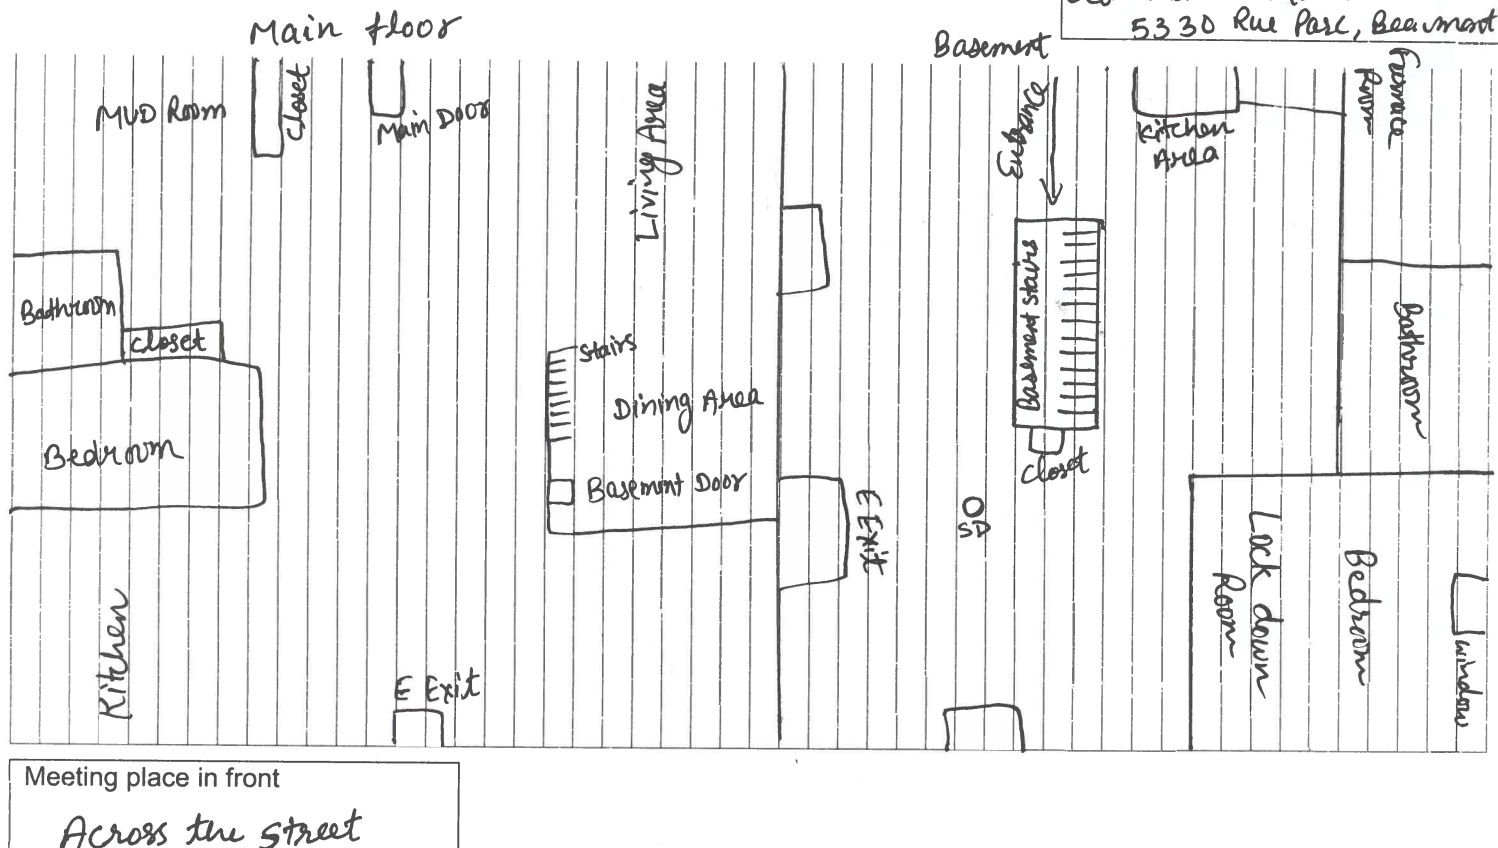 Main floor
Basement
5330 Rue Parc, Beaumont
MUD Room
Closet
Main Door
Living Area
Entrance
Kitchen
Area
Furnace
Room
Bathroom
Closet
Bedroom
Stairs
Dining Area
Basement Door
E Exit
Basement stairs
Closet
SD
Bathroom
Lock down
Room
Bedroom
Window
Kitchen
E Exit
Meeting place in front
Across the street